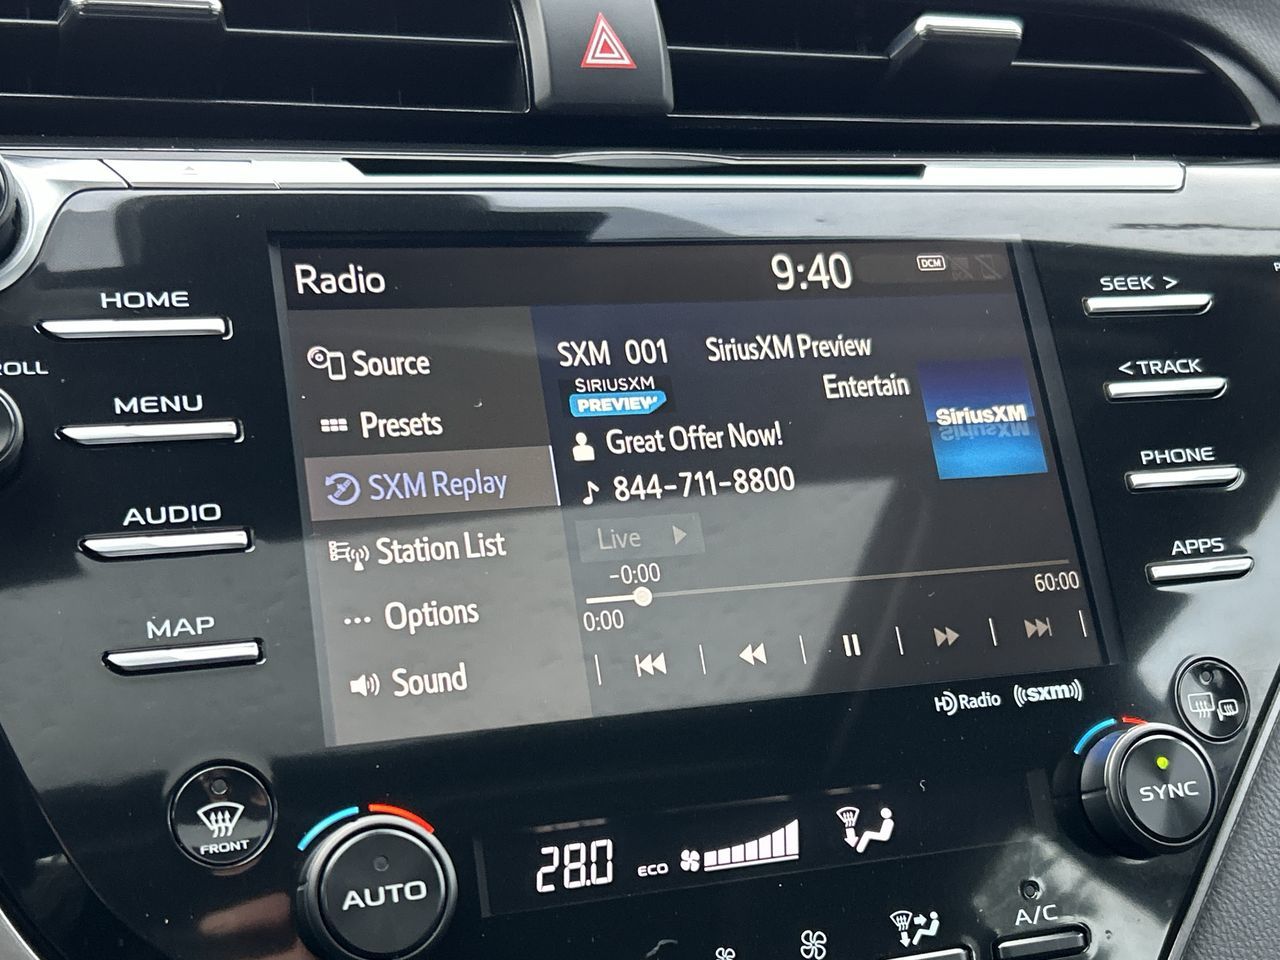 Radio
9:40
DCM
HOME
MENU
AUDIO
MAP
Source
Presets
SXM Replay
Station List
Options
Sound
SXM 001
SiriusXM Preview
SIRIUSXM
PREVIEW
Entertain
SiriusXM
Great Offer Now!
844-711-8800
Live
-0:00
0:00
60:00
SEEK >
< TRACK
PHONE
APPS
HD Radio
((sxm))
FRONT
AUTO
28.0
ECO
SYNC
A/C